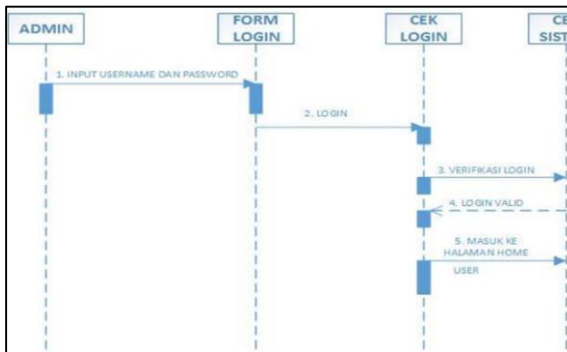 ADMIN
FORM
LOGIN
CEK
LOGIN
1. INPUT USERNAME DAN PASSWORD
2. LOGIN
3. VERIFIKASI LOGIN
4. LOGIN VALID
5. MASUK KE
HALAMAN HOME
USER